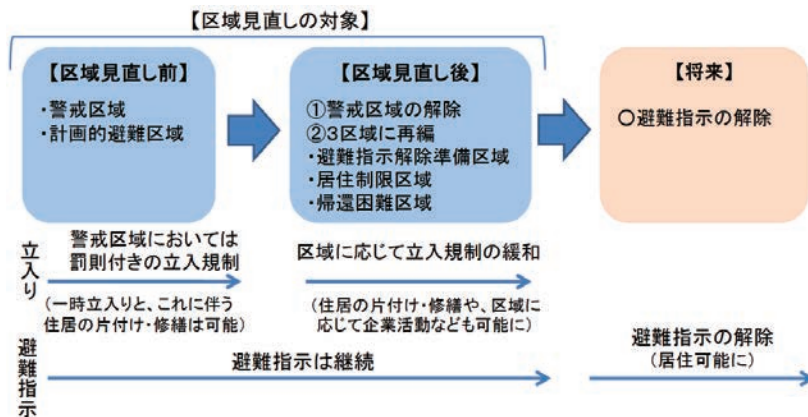 【区域見直しの対象】
【区域見直し前】
・警戒区域
・計画的避難区域
【区域見直し後】
①警戒区域の解除
②3区域に再編
・避難指示解除準備区域
・居住制限区域
・帰還困難区域
【将来】
○避難指示の解除
立入り
警戒区域においては
罰則付きの立入規制
(一時立入りと、これに伴う
住居の片付け・修繕は可能)
区域に応じて立入規制の緩和
(住居の片付け・修繕や、区域に
応じて企業活動なども可能に)
避難指示
避難指示は継続
避難指示の解除
(居住可能に)